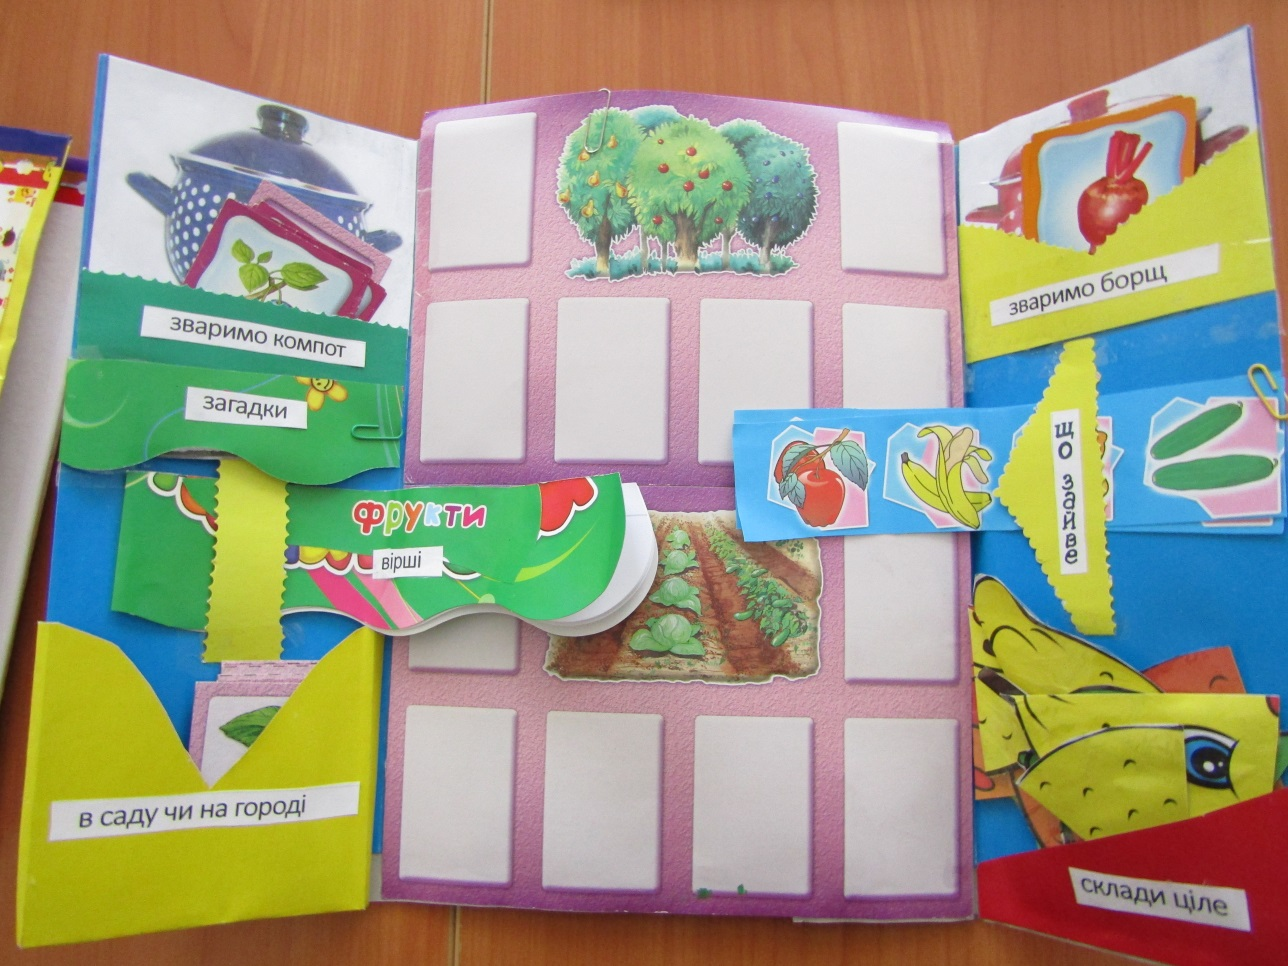 зваримо компот
загадки
фрукти
вірші
в саду чи на городі
зваримо борщ
що зайве
склади ціле